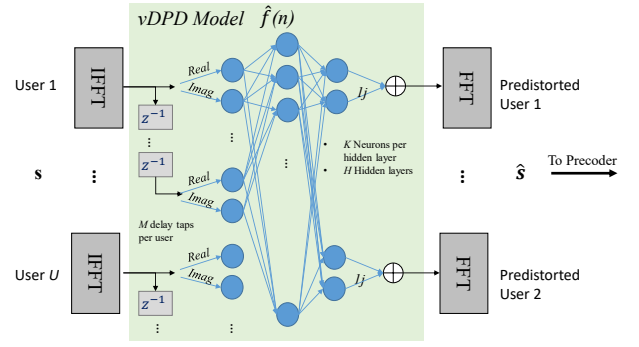 vDPD Model f̂(n)
User 1
IFFT
Real
Imag
z⁻¹
...
z⁻¹
Real
Imag
...
...
1j
FFT
Predistorted
User 1
• K Neurons per
hidden layer
• H Hidden layers
s
⋮
⋮
ŝ
To Precoder
M delay taps
per user
User U
IFFT
Real
Imag
z⁻¹
...
...
1j
FFT
Predistorted
User 2